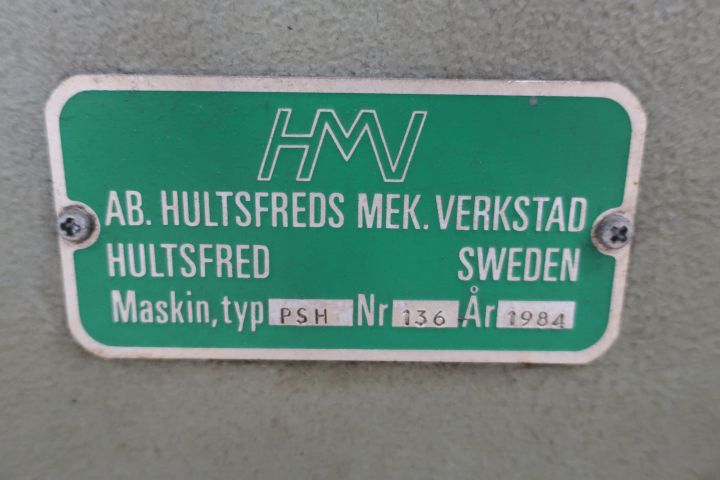 HMV
AB. HULTSFREDS MEK. VERKSTAD
HULTSFRED SWEDEN
Maskin, typ PSH Nr 136 År 1984